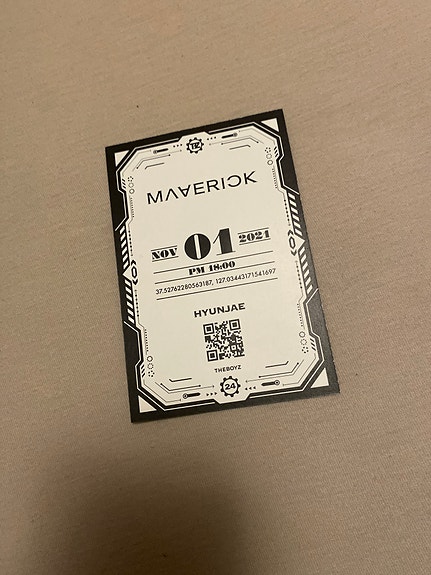 TBZ
MAVERICK
NOV 01 2021
PM 18:00
37.52762280563187, 127.03443171541697
HYUNJAE
THEBOYZ
24